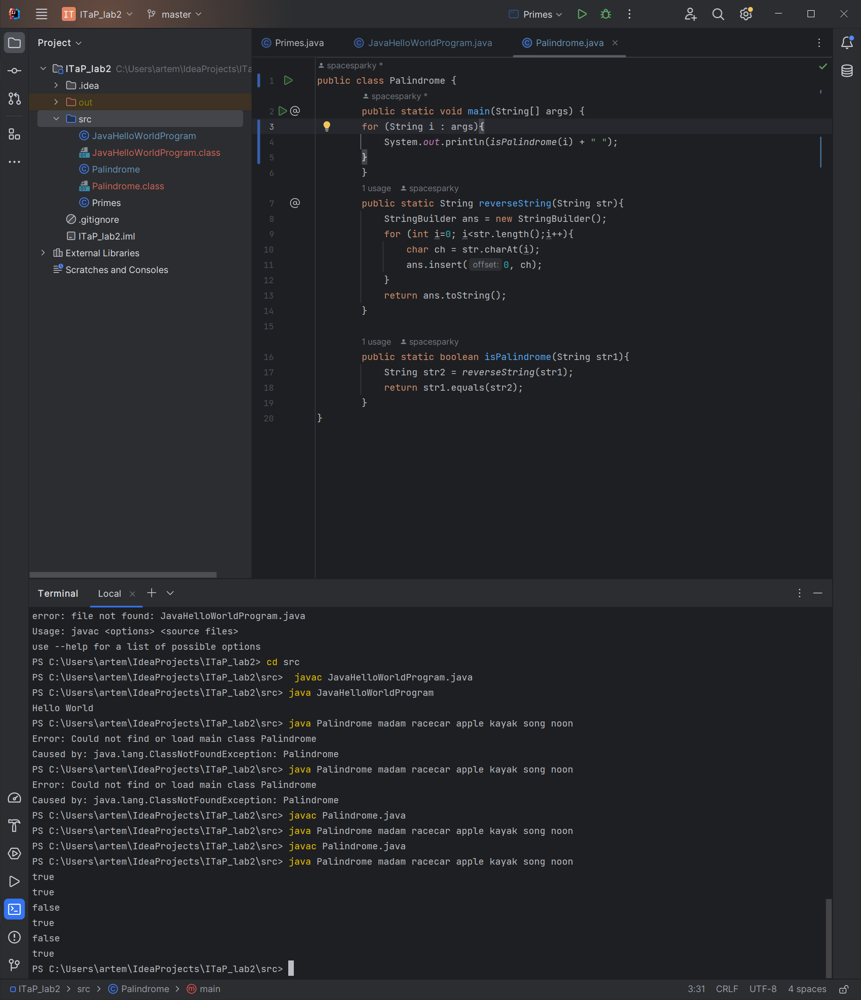 IT ITaP_lab2 master Primes
Project
Primes.java JavaHelloWorldProgram.java Palindrome.java
ITaP_lab2 C:\Users\artem\IdeaProjects\ITa
.idea
out
src
JavaHelloWorldProgram
JavaHelloWorldProgram.class
Palindrome
Palindrome.class
Primes
.gitignore
ITaP_lab2.iml
External Libraries
Scratches and Consoles
spacesparky *
1 public class Palindrome {
spacesparky *
2 @ public static void main(String[] args) {
3 for (String i : args){
4 System.out.println(isPalindrome(i) + " ");
5 }
6 }
1 usage spacesparky
7 @ public static String reverseString(String str){
8 StringBuilder ans = new StringBuilder();
9 for (int i=0; i<str.length();i++){
10 char ch = str.charAt(i);
11 ans.insert( offset: 0, ch);
12 }
13 return ans.toString();
14 }
15
1 usage spacesparky
16 public static boolean isPalindrome(String str1){
17 String str2 = reverseString(str1);
18 return str1.equals(str2);
19 }
20 }
Terminal Local
error: file not found: JavaHelloWorldProgram.java
Usage: javac <options> <source files>
use --help for a list of possible options
PS C:\Users\artem\IdeaProjects\ITaP_lab2> cd src
PS C:\Users\artem\IdeaProjects\ITaP_lab2\src>  javac JavaHelloWorldProgram.java
PS C:\Users\artem\IdeaProjects\ITaP_lab2\src> java JavaHelloWorldProgram
Hello World
PS C:\Users\artem\IdeaProjects\ITaP_lab2\src> java Palindrome madam racecar apple kayak song noon
Error: Could not find or load main class Palindrome
Caused by: java.lang.ClassNotFoundException: Palindrome
PS C:\Users\artem\IdeaProjects\ITaP_lab2\src> java Palindrome madam racecar apple kayak song noon
Error: Could not find or load main class Palindrome
Caused by: java.lang.ClassNotFoundException: Palindrome
PS C:\Users\artem\IdeaProjects\ITaP_lab2\src> javac Palindrome.java
PS C:\Users\artem\IdeaProjects\ITaP_lab2\src> java Palindrome madam racecar apple kayak song noon
PS C:\Users\artem\IdeaProjects\ITaP_lab2\src> javac Palindrome.java
PS C:\Users\artem\IdeaProjects\ITaP_lab2\src> java Palindrome madam racecar apple kayak song noon
true
true
false
true
false
true
PS C:\Users\artem\IdeaProjects\ITaP_lab2\src>
ITaP_lab2 > src > Palindrome > main 3:31 CRLF UTF-8 4 spaces